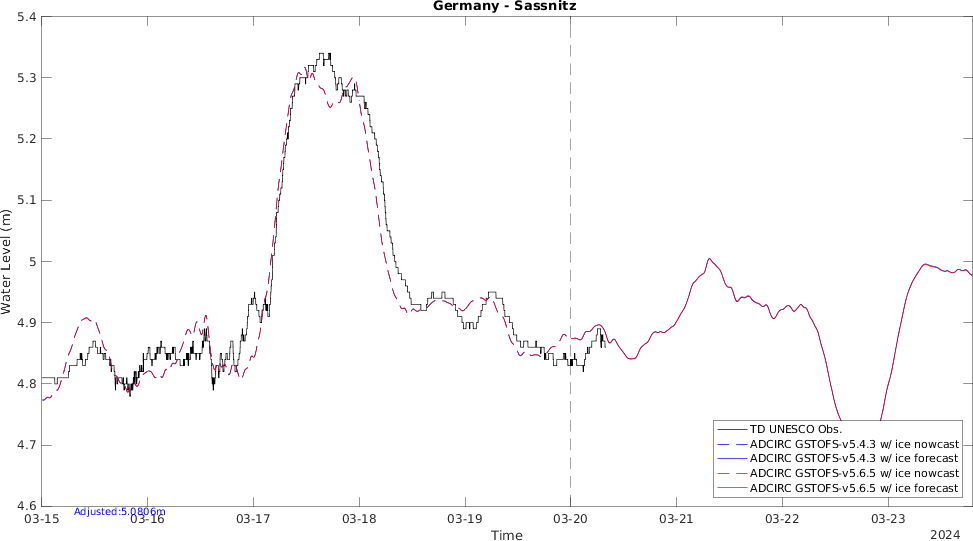 Germany - Sassnitz
5.4
5.3
5.2
5.1
5
4.9
4.8
4.7
4.6
Water Level (m)
TD UNESCO Obs.
ADCIRC GSTOFS-v5.4.3 w/ ice nowcast
ADCIRC GSTOFS-v5.4.3 w/ ice forecast
ADCIRC GSTOFS-v5.6.5 w/ ice nowcast
ADCIRC GSTOFS-v5.6.5 w/ ice forecast
Adjusted:5.0806m
03-15 03-16 03-17 03-18 03-19 03-20 03-21 03-22 03-23
Time
2024